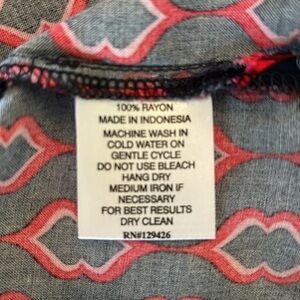 100% RAYON
MADE IN INDONESIA
MACHINE WASH IN
COLD WATER ON
GENTLE CYCLE
DO NOT USE BLEACH
HANG DRY
MEDIUM IRON IF
NECESSARY
FOR BEST RESULTS
DRY CLEAN
RN#129426